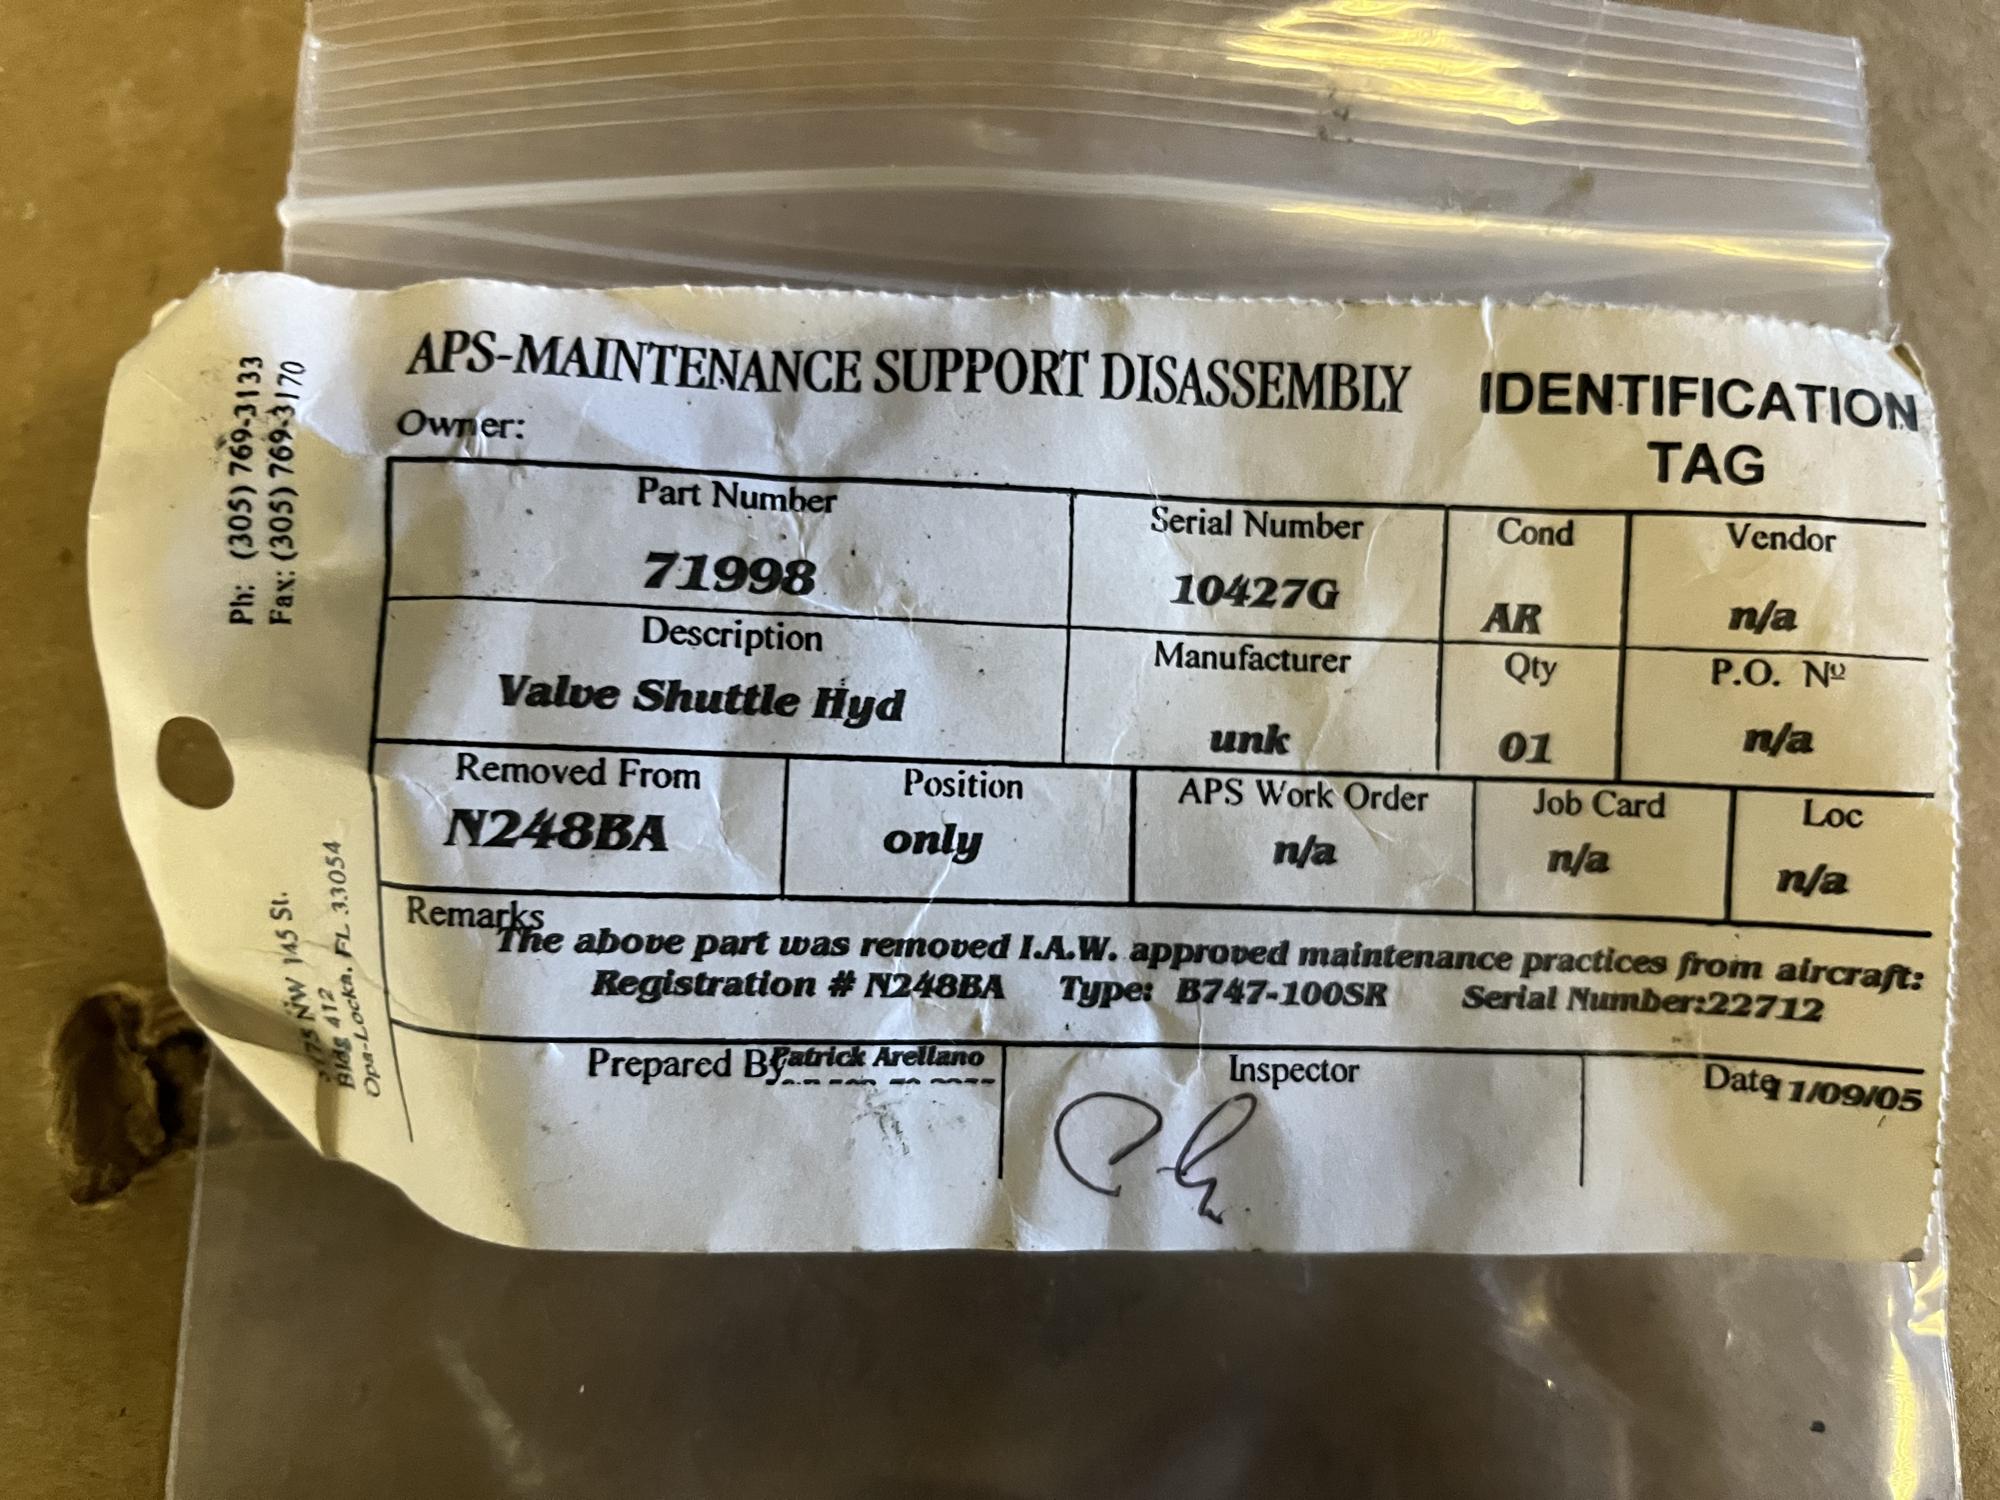 APS-MAINTENANCE SUPPORT DISASSEMBLY IDENTIFICATION TAG
Ph: (305) 769-3133
Fax: (305) 769-3170
Owner:
Part Number
71998
Serial Number
10427G
Cond
AR
Vendor
n/a
Description
Valve Shuttle Hyd
Manufacturer
unk
Qty
01
P.O. Nº
n/a
Removed From
N248BA
Position
only
APS Work Order
n/a
Job Card
n/a
Loc
n/a
Remarks
The above part was removed I.A.W. approved maintenance practices from aircraft:
Registration # N248BA Type: B747-100SR Serial Number:22712
Prepared By Patrick Arellano
Inspector
Date 11/09/05
NW 145 St.
Bldg 412
Opa-Locka, FL 33054